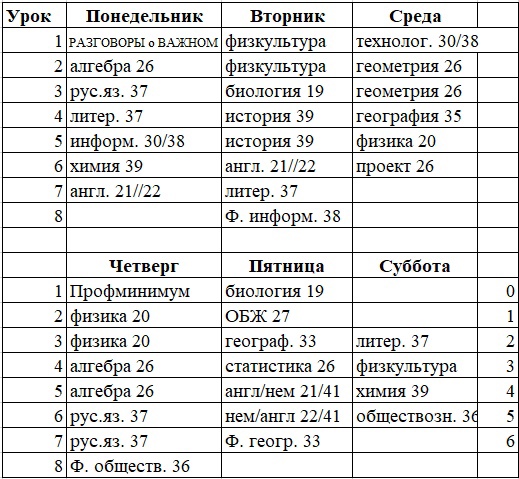 Урок Понедельник Вторник Среда
1 РАЗГОВОРЫ о ВАЖНОМ физкультура технолог. 30/38
2 алгебра 26 физкультура геометрия 26
3 рус.яз. 37 биология 19 геометрия 26
4 литер. 37 история 39 география 35
5 информ. 30/38 история 39 физика 20
6 химия 39 англ. 21//22 проект 26
7 англ. 21//22 литер. 37
8 Ф. информ. 38
Четверг Пятница Суббота
1 Профминимум биология 19 0
2 физика 20 ОБЖ 27 1
3 физика 20 географ. 33 литер. 37 2
4 алгебра 26 статистика 26 физкультура 3
5 алгебра 26 англ/нем 21/41 химия 39 4
6 рус.яз. 37 нем/англ 22/41 обществозн. 36 5
7 рус.яз. 37 Ф. геогр. 33 6
8 Ф. обществ. 36